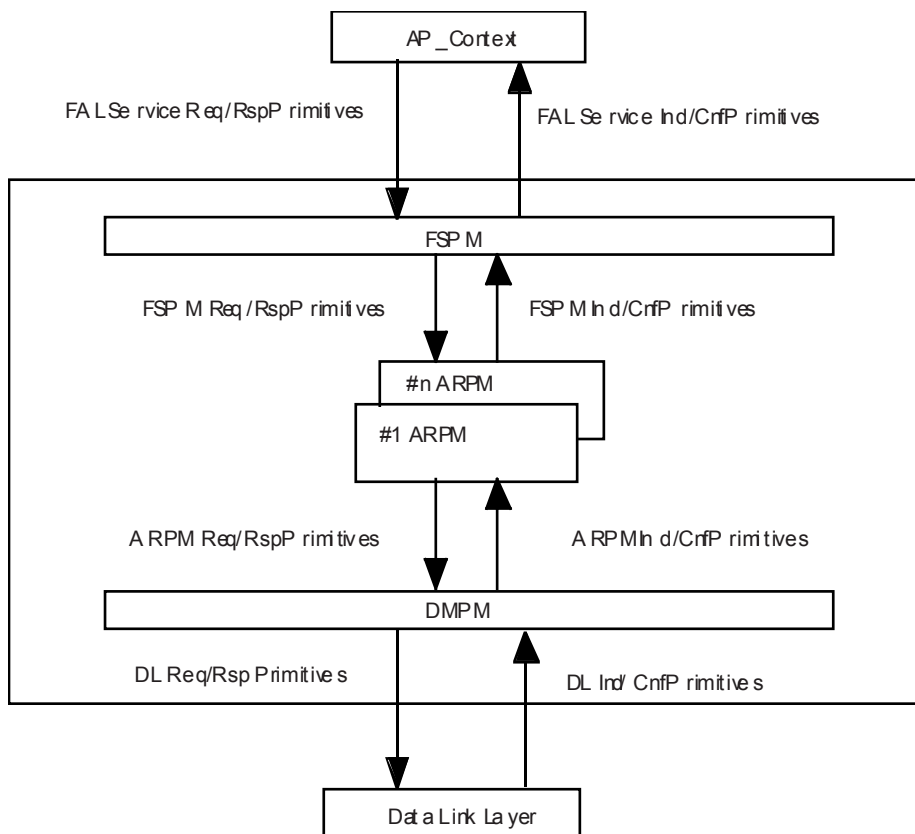 AP_Context
FAL Service Req/Rsp Primitives
FAL Service Ind/Cnf Primitives
FSPM
FSPM Req/Rsp Primitives
FSPM Ind/Cnf Primitives
#n ARPM
#1 ARPM
ARPM Req/Rsp Primitives
ARPM Ind/Cnf Primitives
DMPM
DL Req/Rsp Primitives
DL Ind/Cnf Primitives
Data Link Layer